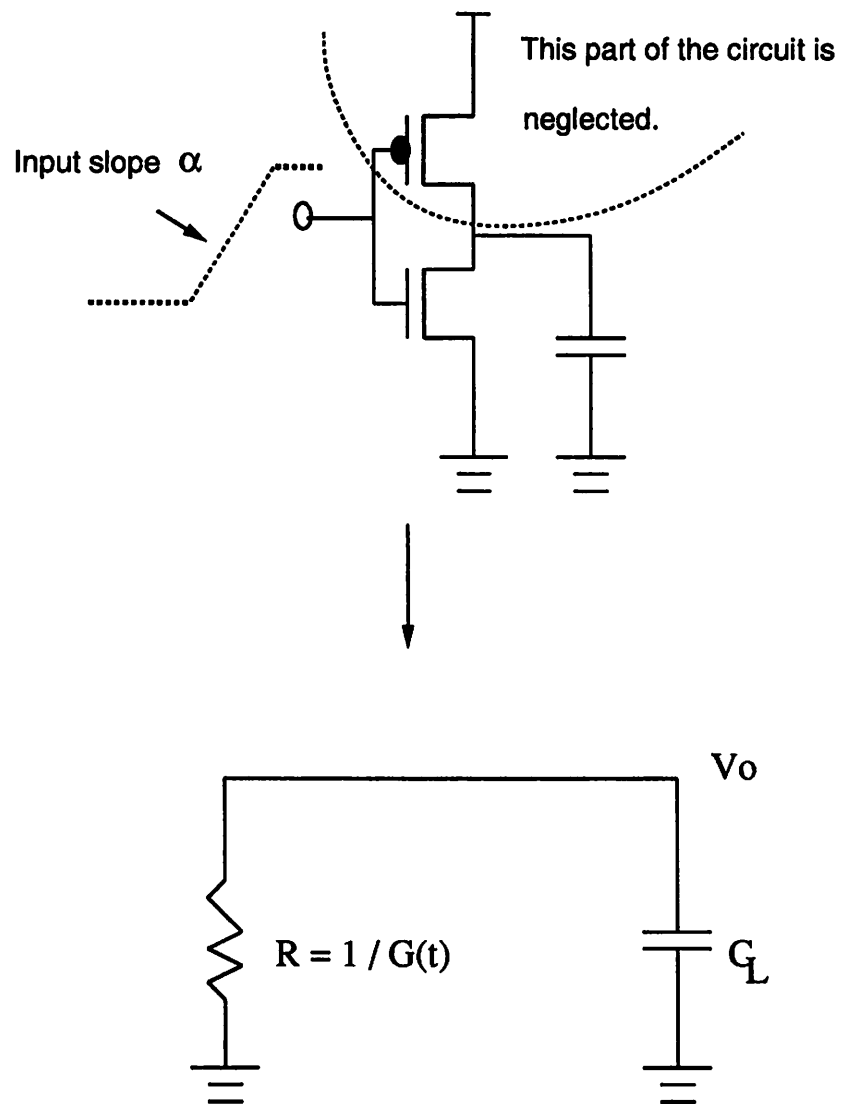 This part of the circuit is
neglected.
Input slope α
Vo
R = 1 / G(t)
CL